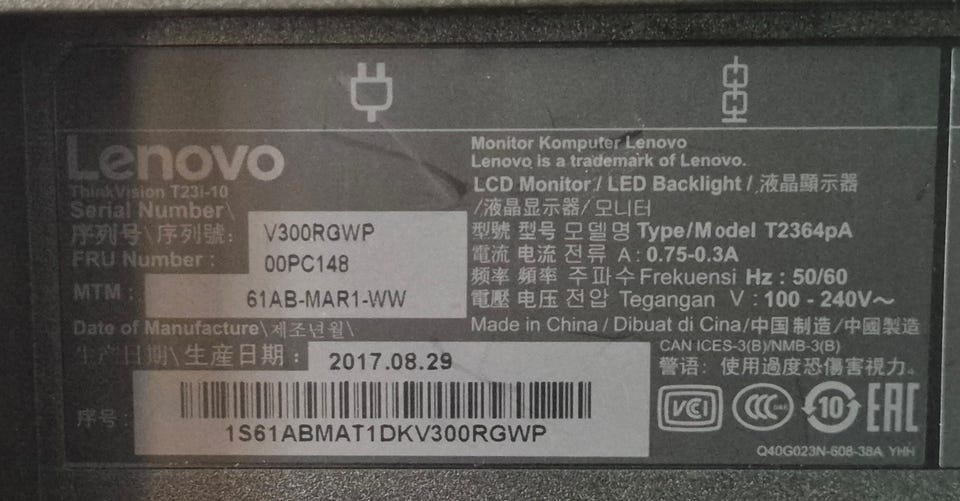 Lenovo
ThinkVision T23i-10
Serial Number\
序列号\序列號: V300RGWP
FRU Number : 00PC148
MTM : 61AB-MAR1-WW
Date of Manufacture\제조년월\
生产日期\生産日期: 2017.08.29
序号:
1S61ABMAT1DKV300RGWP
Monitor Komputer Lenovo
Lenovo is a trademark of Lenovo.
LCD Monitor / LED Backlight / 液晶顯示器
/液晶显示器/모니터
型號 型号 모델명 Type/Model T2364pA
電流 电流 전류 A : 0.75-0.3A
频率 頻率 주파수 Frekuensi Hz : 50/60
電壓 电压 전압 Tegangan V : 100 - 240V～
Made in China / Dibuat di Cina/中国制造/中國製造
CAN ICES-3(B)/NMB-3(B)
警语: 使用過度恐傷害視力。
VCI CCC 10 EAC
Q40G023N-608-38A YHH